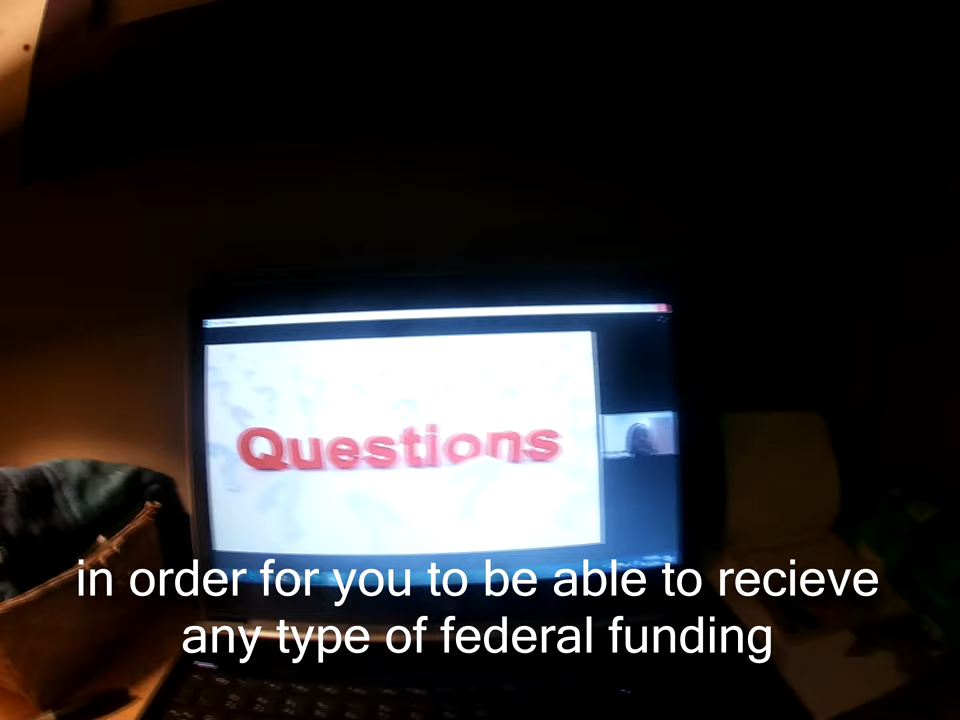 Questions
in order for you to be able to recieve
any type of federal funding